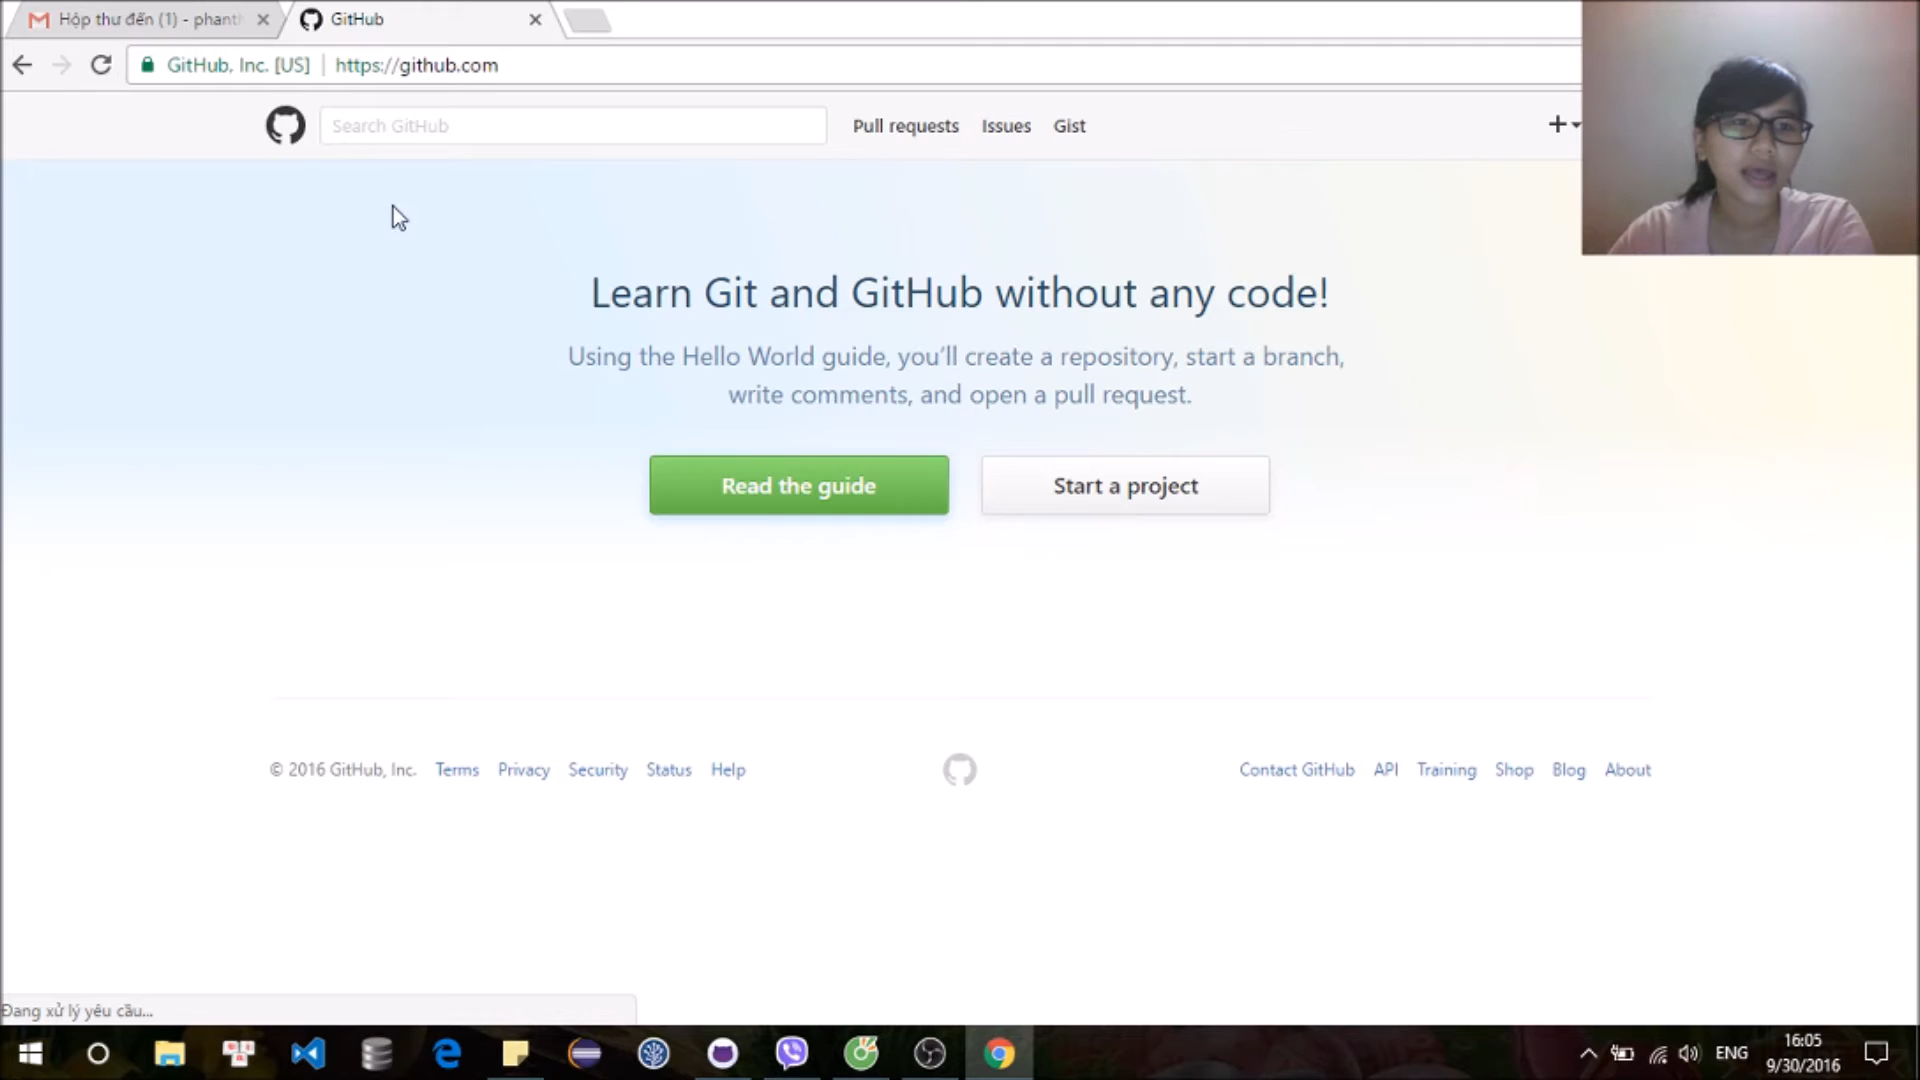 Hộp thư đến (1) - phanth
GitHub
GitHub, Inc. [US] https://github.com
Search GitHub
Pull requests Issues Gist
Learn Git and GitHub without any code!
Using the Hello World guide, you’ll create a repository, start a branch,
write comments, and open a pull request.
Read the guide
Start a project
© 2016 GitHub, Inc. Terms Privacy Security Status Help
Contact GitHub API Training Shop Blog About
Đang xử lý yêu cầu...
ENG
16:05
9/30/2016